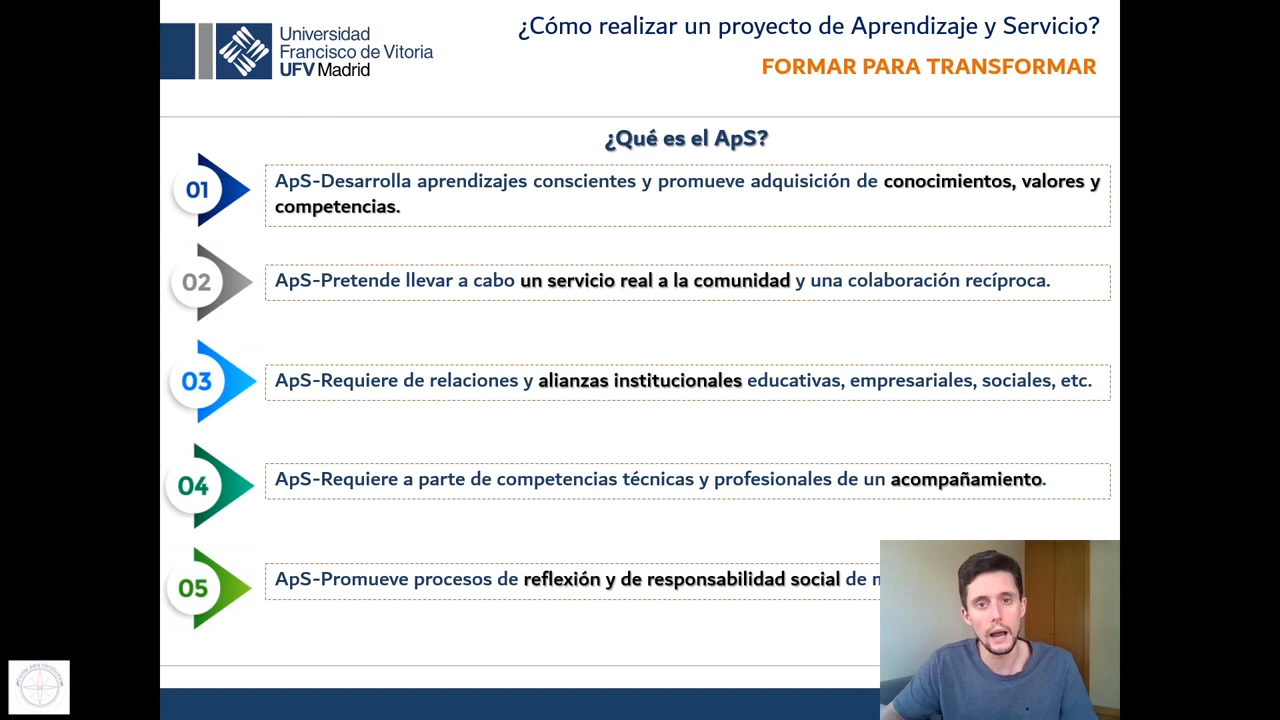 Universidad
Francisco de Vitoria
UFV Madrid
¿Cómo realizar un proyecto de Aprendizaje y Servicio?
FORMAR PARA TRANSFORMAR
¿Qué es el ApS?
01
ApS-Desarrolla aprendizajes conscientes y promueve adquisición de conocimientos, valores y
competencias.
02
ApS-Pretende llevar a cabo un servicio real a la comunidad y una colaboración recíproca.
03
ApS-Requiere de relaciones y alianzas institucionales educativas, empresariales, sociales, etc.
04
ApS-Requiere a parte de competencias técnicas y profesionales de un acompañamiento.
05
ApS-Promueve procesos de reflexión y de responsabilidad social de